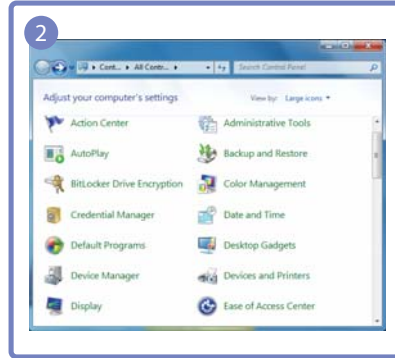 2
Cont... All Contr...
Search Control Panel
Adjust your computer's settings
View by: Large icons
Action Center
Administrative Tools
AutoPlay
Backup and Restore
BitLocker Drive Encryption
Color Management
Credential Manager
Date and Time
Default Programs
Desktop Gadgets
Device Manager
Devices and Printers
Display
Ease of Access Center